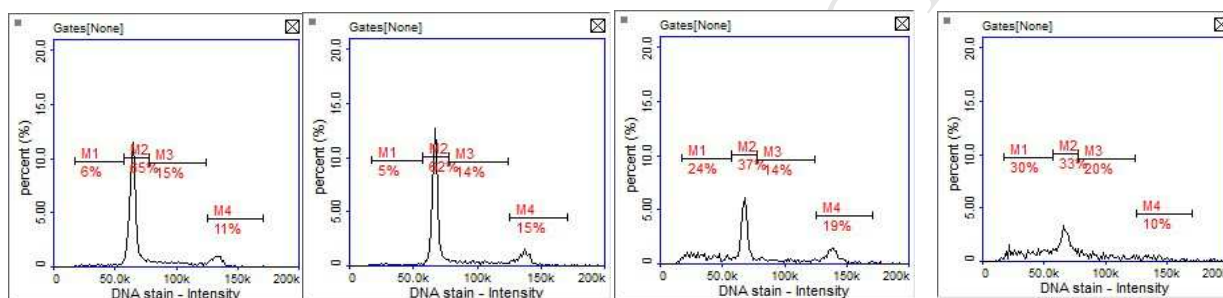 Gates[None]
20.0
15.0
10.0
5.00
0
percent (%)
M1
6%
M2
65%
M3
15%
M4
11%
0
50.0k
100k
150k
200k
DNA stain - Intensity
Gates[None]
20.0
15.0
10.0
5.00
0
percent (%)
M1
5%
M2
62%
M3
14%
M4
15%
0
50.0k
100k
150k
200k
DNA stain - Intensity
Gates[None]
20.0
15.0
10.0
5.00
0
percent (%)
M1
24%
M2
37%
M3
14%
M4
19%
0
50.0k
100k
150k
200k
DNA stain - Intensity
Gates[None]
20.0
15.0
10.0
5.00
0
percent (%)
M1
30%
M2
33%
M3
20%
M4
10%
0
50.0k
100k
150k
DNA stain - Intensity